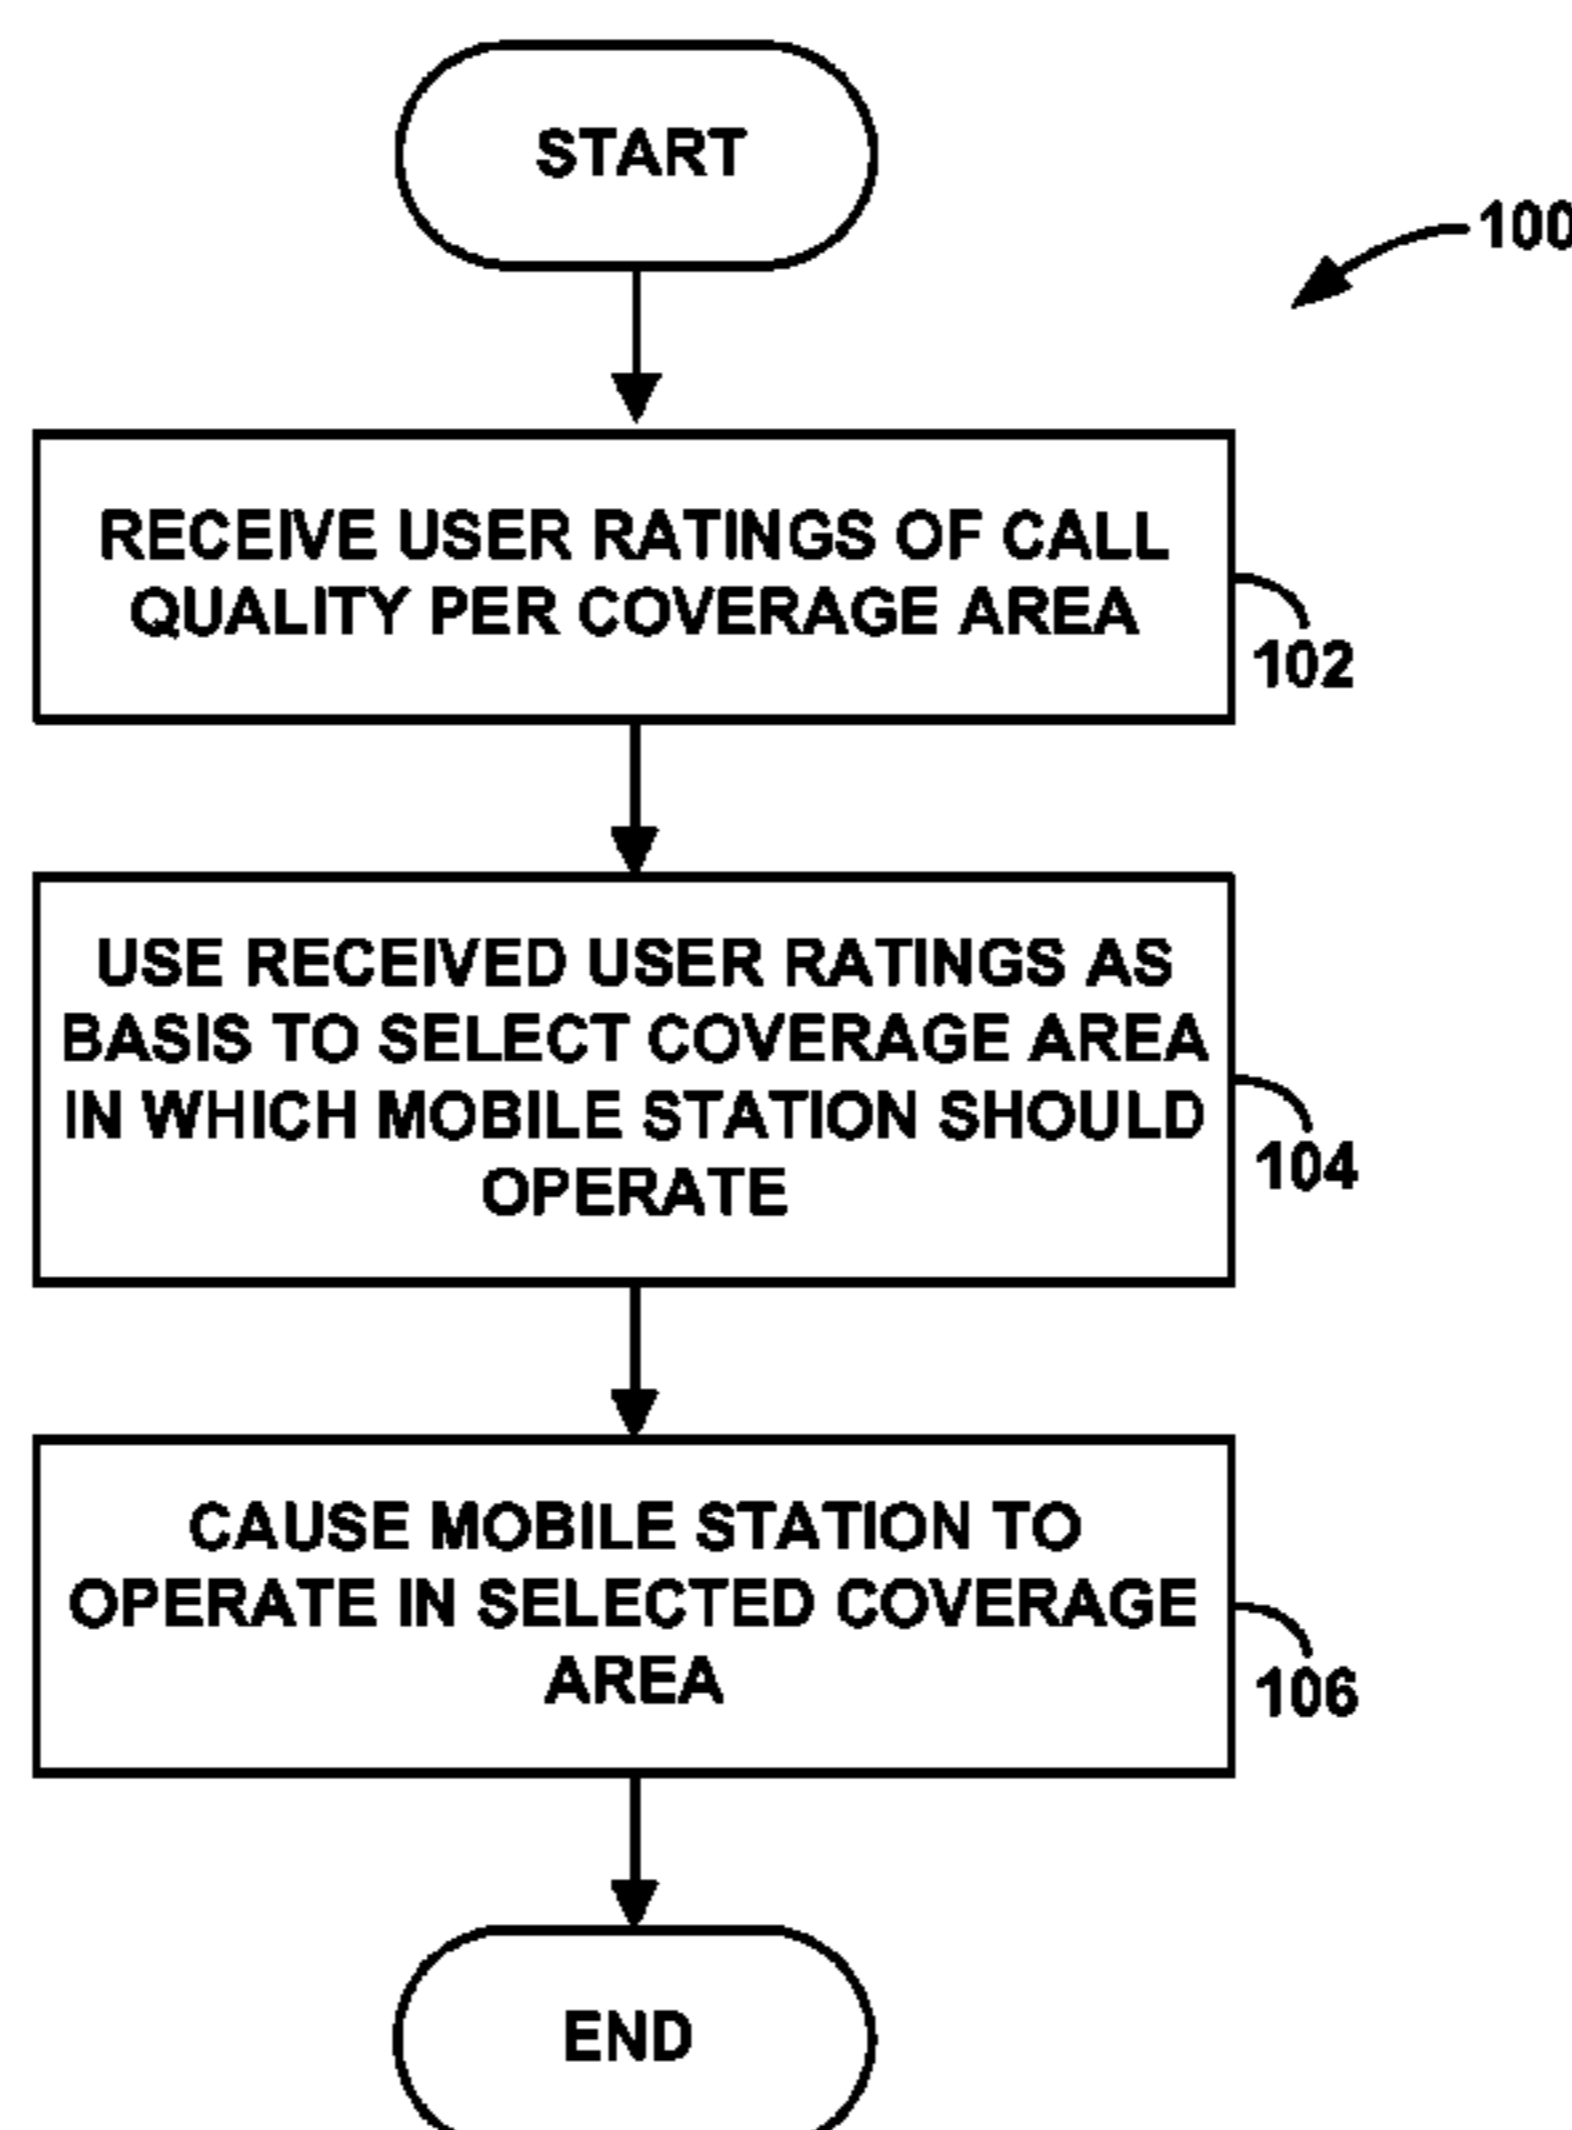 START
100
RECEIVE USER RATINGS OF CALL
QUALITY PER COVERAGE AREA
102
USE RECEIVED USER RATINGS AS
BASIS TO SELECT COVERAGE AREA
IN WHICH MOBILE STATION SHOULD
OPERATE
104
CAUSE MOBILE STATION TO
OPERATE IN SELECTED COVERAGE
AREA
106
END